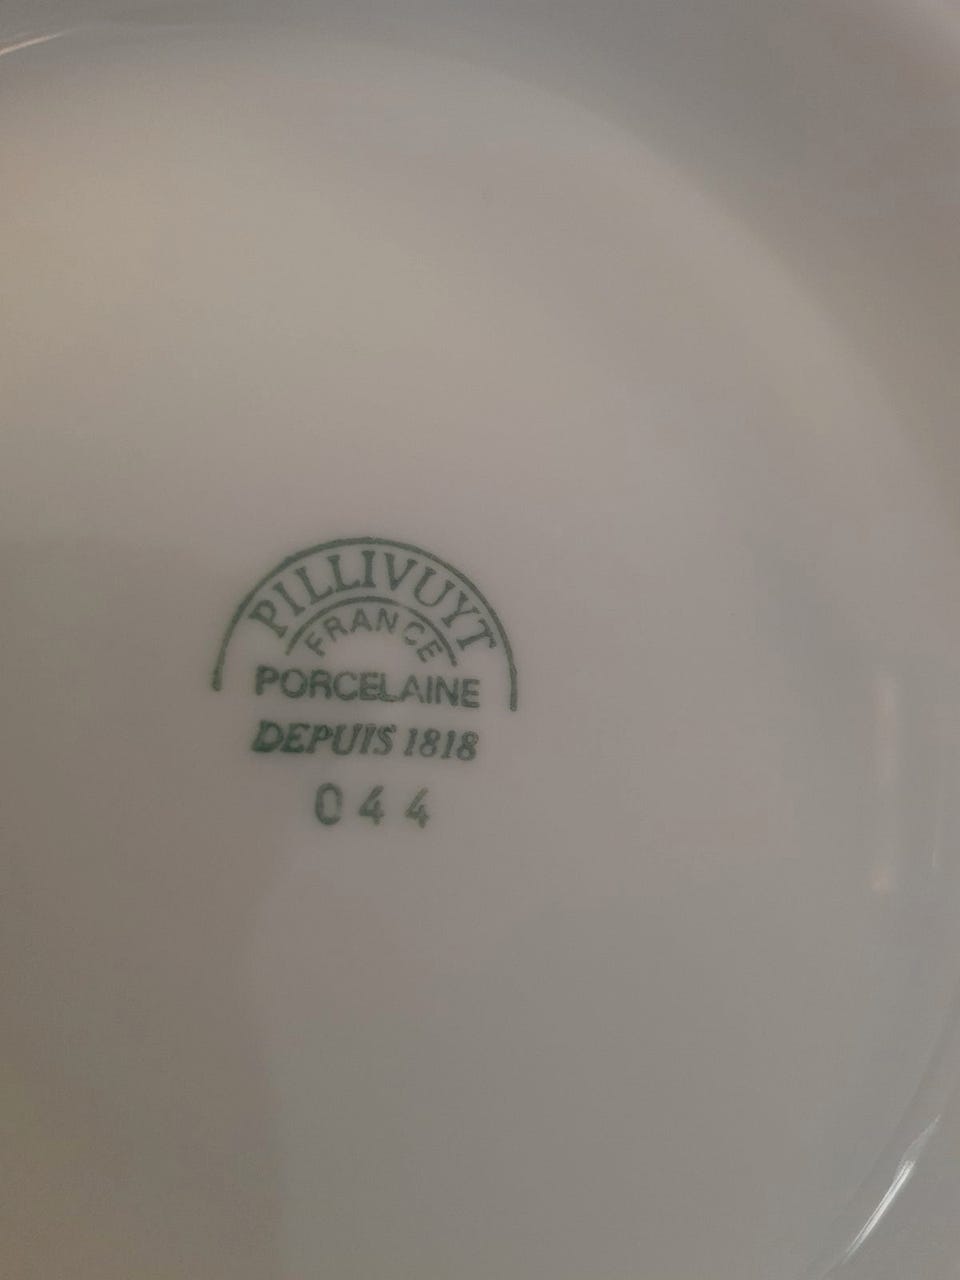 PILLIVUYT
FRANCE
PORCELAINE
DEPUIS 1818
044